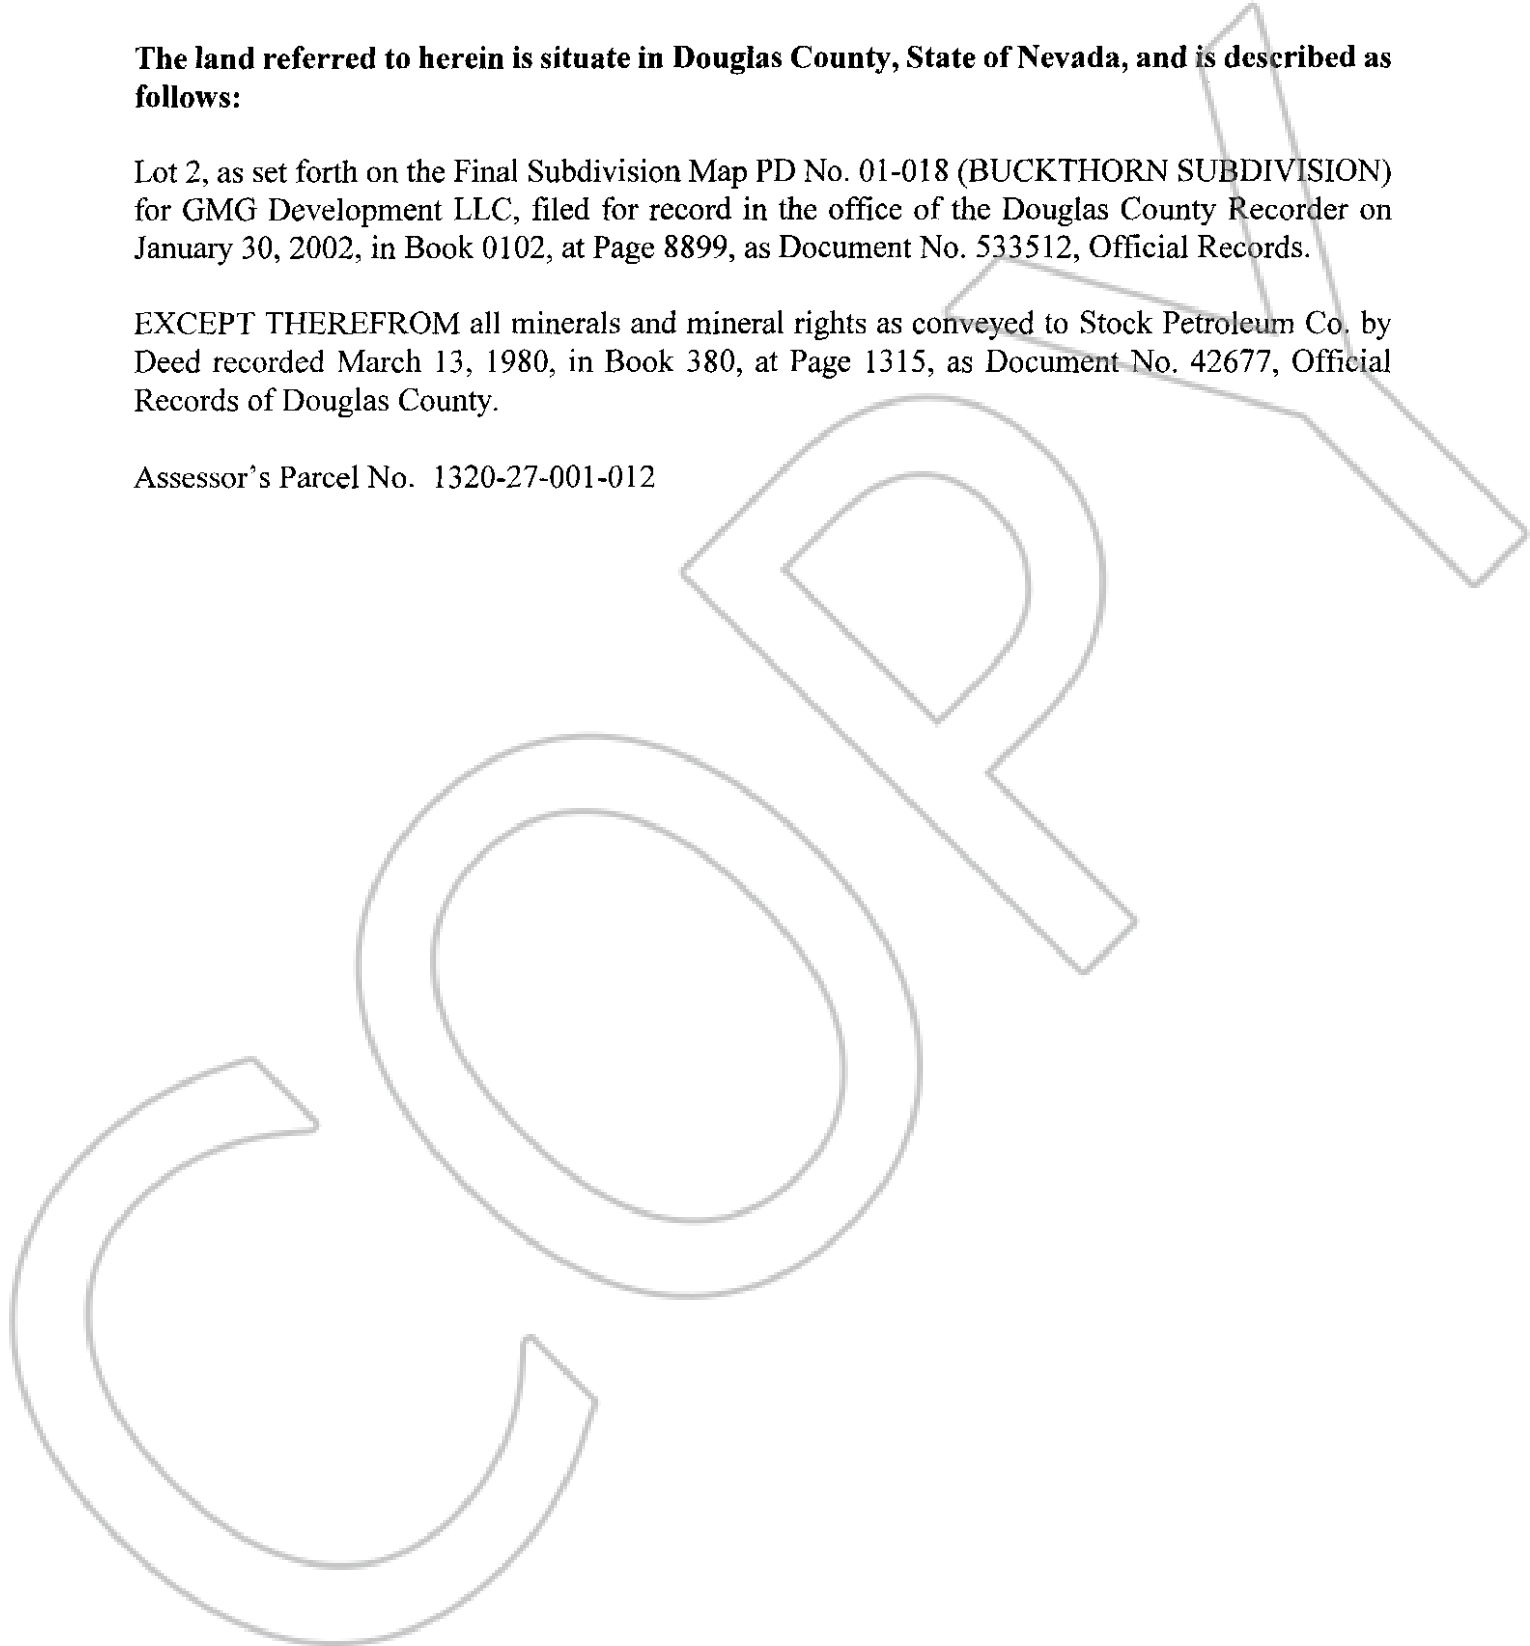 The land referred to herein is situate in Douglas County, State of Nevada, and is described as
follows:
Lot 2, as set forth on the Final Subdivision Map PD No. 01-018 (BUCKTHORN SUBDIVISION)
for GMG Development LLC, filed for record in the office of the Douglas County Recorder on
January 30, 2002, in Book 0102, at Page 8899, as Document No. 533512, Official Records.
EXCEPT THEREFROM all minerals and mineral rights as conveyed to Stock Petroleum Co. by
Deed recorded March 13, 1980, in Book 380, at Page 1315, as Document No. 42677, Official
Records of Douglas County.
Assessor's Parcel No. 1320-27-001-012
COPY